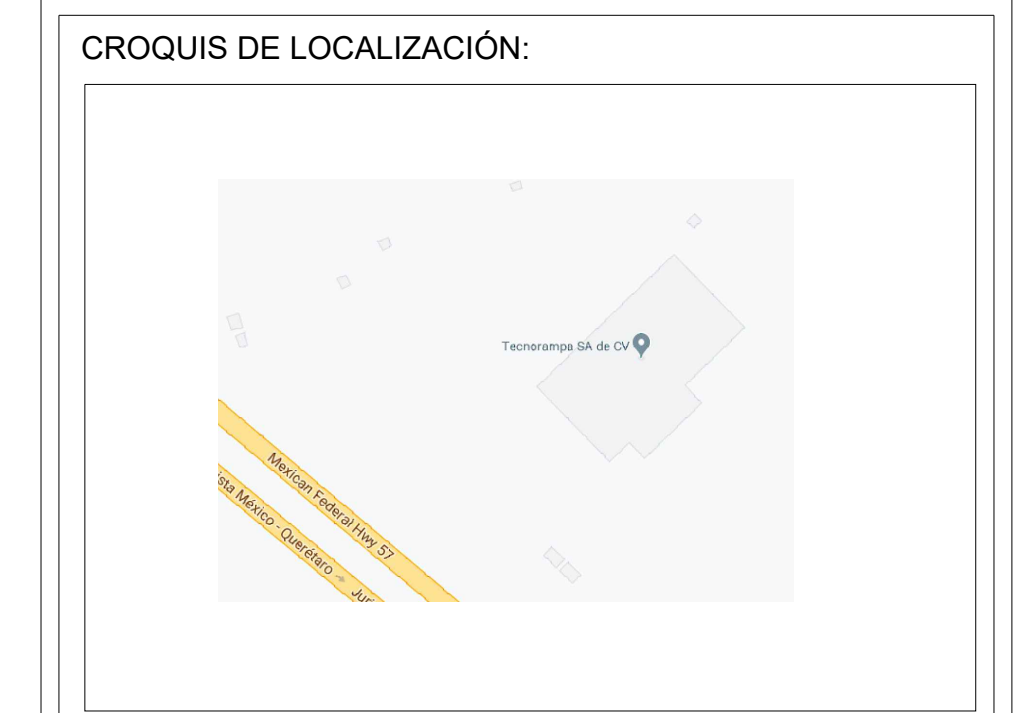 CROQUIS DE LOCALIZACIÓN:
Tecnorampa SA de CV
Mexican Federal Hwy 57
México - Querétaro